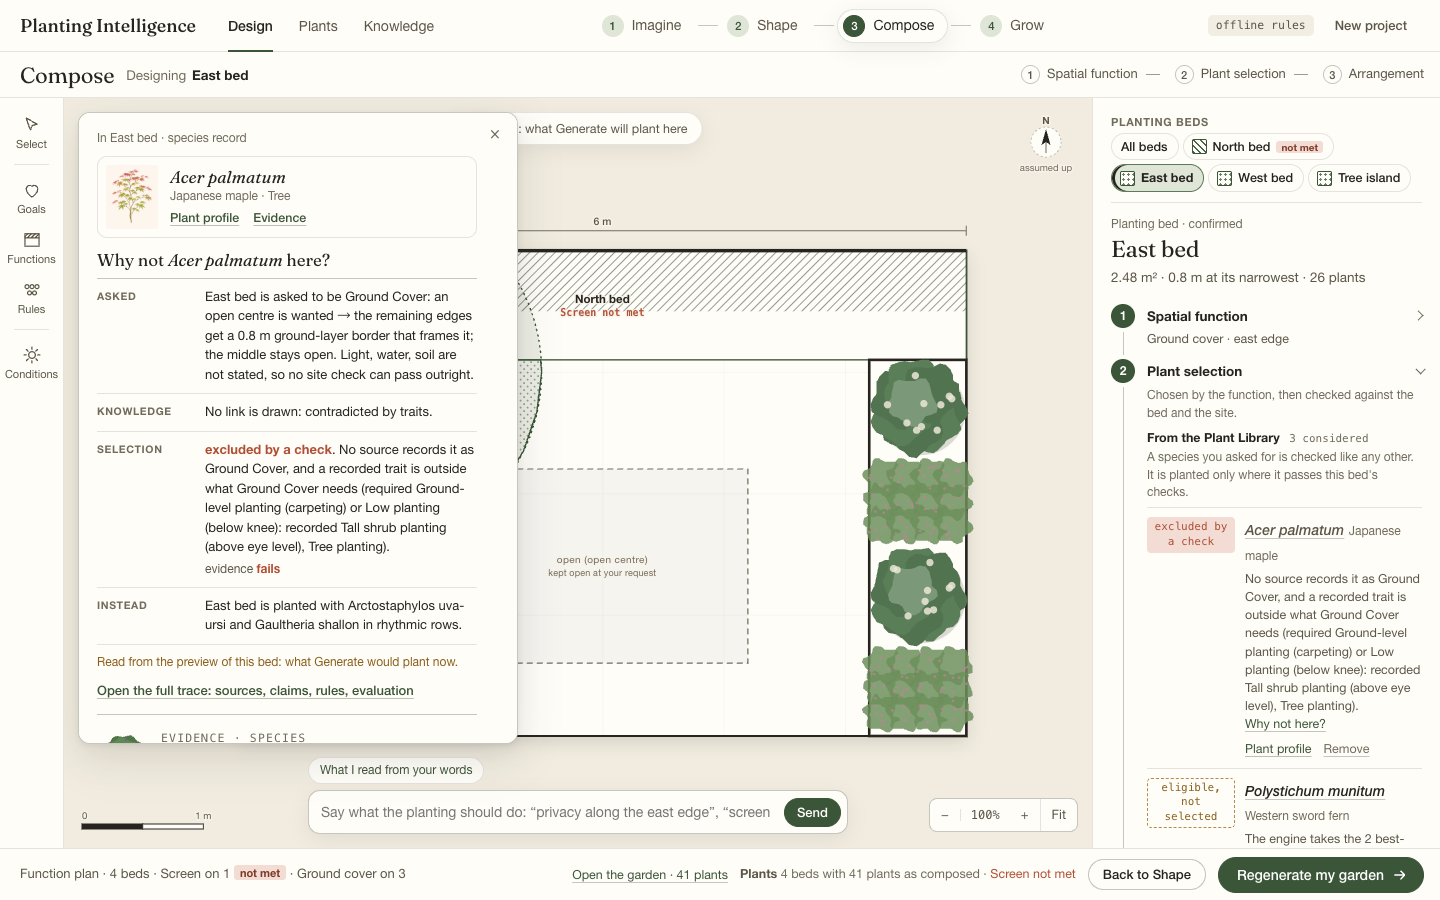 Planting Intelligence
Design
Plants
Knowledge
1 Imagine
2 Shape
3 Compose
4 Grow
offline rules
New project
Compose
Designing East bed
1 Spatial function
2 Plant selection
3 Arrangement
Select
Goals
Functions
Rules
Conditions
In East bed · species record
×
Acer palmatum
Japanese maple · Tree
Plant profile Evidence
Why not Acer palmatum here?
ASKED
East bed is asked to be Ground Cover: an
open centre is wanted → the remaining edges
get a 0.8 m ground-layer border that frames it;
the middle stays open. Light, water, soil are
not stated, so no site check can pass outright.
KNOWLEDGE
No link is drawn: contradicted by traits.
SELECTION
excluded by a check. No source records it as
Ground Cover, and a recorded trait is outside
what Ground Cover needs (required Ground-
level planting (carpeting) or Low planting
(below knee): recorded Tall shrub planting
(above eye level), Tree planting).
evidence fails
INSTEAD
East bed is planted with Arctostaphylos uva-
ursi and Gaultheria shallon in rhythmic rows.
Read from the preview of this bed: what Generate would plant now.
Open the full trace: sources, claims, rules, evaluation
EVIDENCE · SPECIES
: what Generate will plant here
N
assumed up
6 m
North bed
Screen not met
open (open centre)
kept open at your request
What I read from your words
Say what the planting should do: “privacy along the east edge”, “screen
Send
0 1 m
− 100% + Fit
PLANTING BEDS
All beds
North bed not met
East bed
West bed
Tree island
Planting bed · confirmed
East bed
2.48 m² · 0.8 m at its narrowest · 26 plants
1 Spatial function
Ground cover · east edge
2 Plant selection
Chosen by the function, then checked against the
bed and the site.
From the Plant Library 3 considered
A species you asked for is checked like any other.
It is planted only where it passes this bed's
checks.
excluded by
a check
Acer palmatum Japanese
maple
No source records it as Ground
Cover, and a recorded trait is
outside what Ground Cover
needs (required Ground-level
planting (carpeting) or Low
planting (below knee): recorded
Tall shrub planting (above eye
level), Tree planting).
Why not here?
Plant profile Remove
eligible,
not
selected
Polystichum munitum
Western sword fern
The engine takes the 2 best-
Function plan · 4 beds · Screen on 1 not met · Ground cover on 3
Open the garden · 41 plants
Plants 4 beds with 41 plants as composed · Screen not met
Back to Shape
Regenerate my garden →